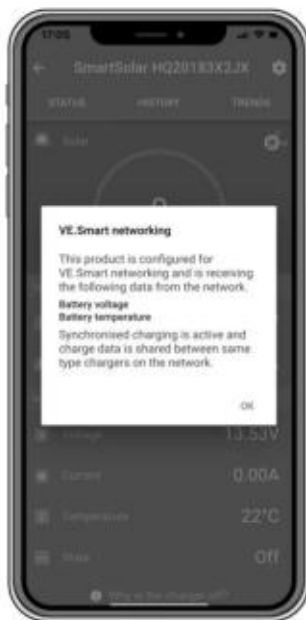 17:05
SmartSolar HQ20183X2JX
STATUS HISTORY TRENDS
Solar
VE.Smart networking
This product is configured for
VE.Smart networking and is receiving
the following data from the network.
Battery voltage
Battery temperature
Synchronised charging is active and
charge data is shared between same
type chargers on the network.
OK
Voltage 13.53V
Current 0.00A
Temperature 22°C
State Off
Why is the charger off?